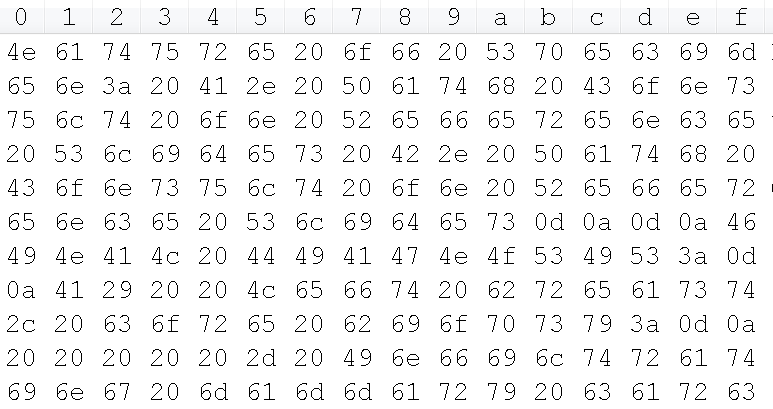 0 1 2 3 4 5 6 7 8 9 a b c d e f
4e 61 74 75 72 65 20 6f 66 20 53 70 65 63 69 6d
65 6e 3a 20 41 2e 20 50 61 74 68 20 43 6f 6e 73
75 6c 74 20 6f 6e 20 52 65 66 65 72 65 6e 63 65
20 53 6c 69 64 65 73 20 42 2e 20 50 61 74 68 20
43 6f 6e 73 75 6c 74 20 6f 6e 20 52 65 66 65 72
65 6e 63 65 20 53 6c 69 64 65 73 0d 0a 0d 0a 46
49 4e 41 4c 20 44 49 41 47 4e 4f 53 49 53 3a 0d
0a 41 29 20 20 4c 65 66 74 20 62 72 65 61 73 74
2c 20 63 6f 72 65 20 62 69 6f 70 73 79 3a 0d 0a
20 20 20 20 20 2d 20 49 6e 66 69 6c 74 72 61 74
69 6e 67 20 6d 61 6d 6d 61 72 79 20 63 61 72 63